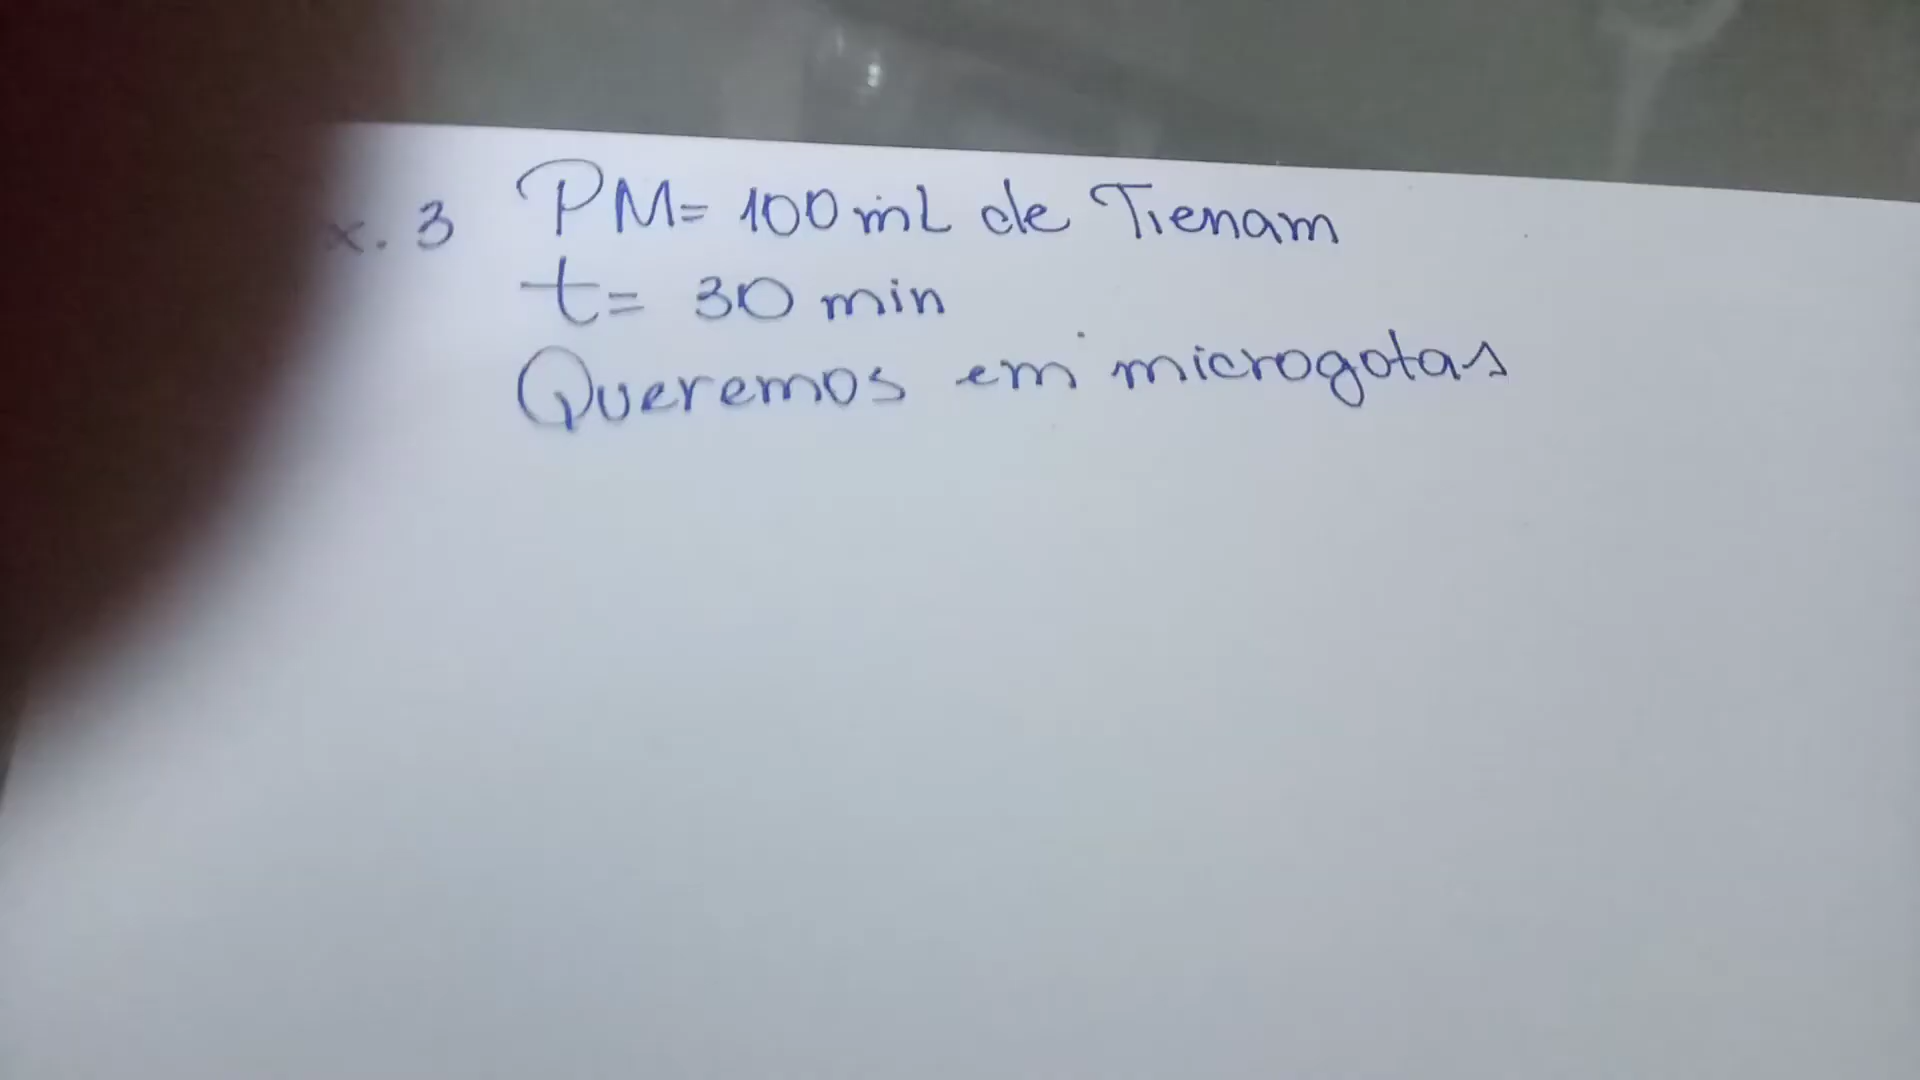 x. 3 PM= 100 mL de Tienam
t= 30 min
Queremos em microgotas